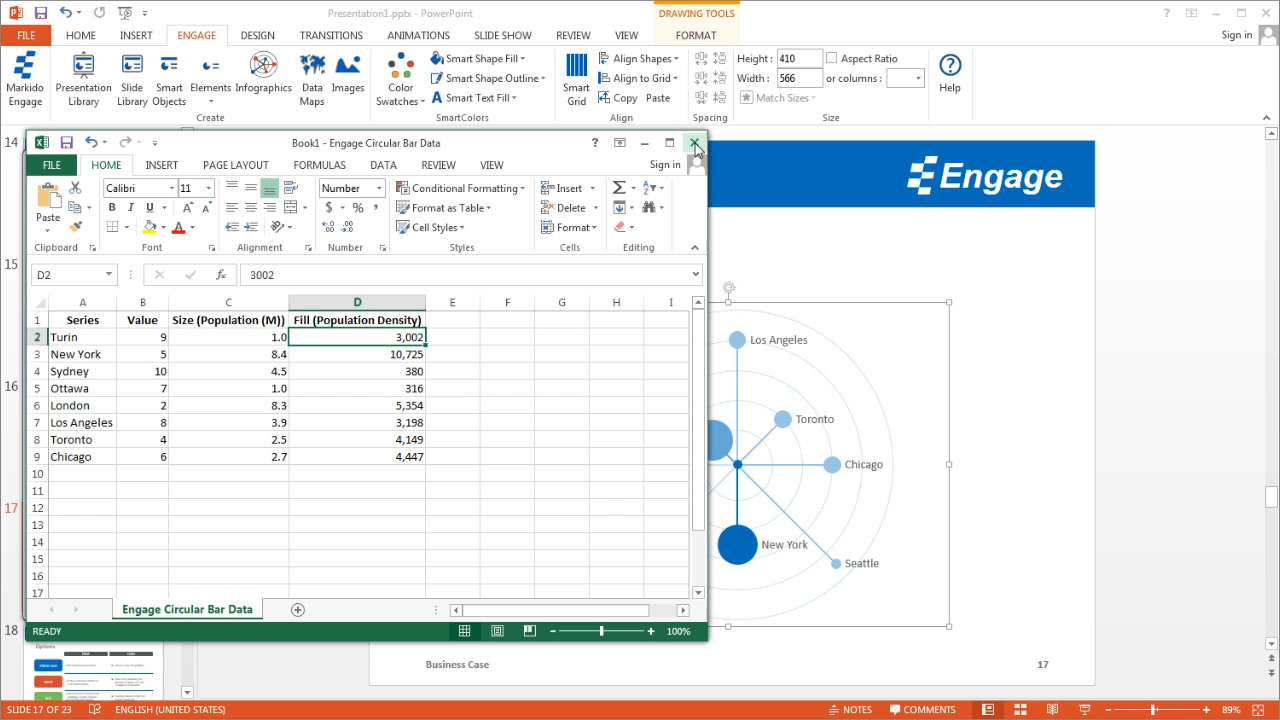 Presentation1.pptx - PowerPoint
DRAWING TOOLS
FILE HOME INSERT ENGAGE DESIGN TRANSITIONS ANIMATIONS SLIDE SHOW REVIEW VIEW FORMAT Sign in
Markido Engage
Presentation Library
Slide Library
Smart Objects
Elements
Infographics
Data Maps
Images
Create
Color Swatches
Smart Shape Fill
Smart Shape Outline
Smart Text Fill
SmartColors
Smart Grid
Align Shapes
Align to Grid
Copy Paste
Align
Spacing
Height: 410
Width: 566
Aspect Ratio
or columns:
Match Sizes
Size
Help
14
15
16
17
18
Book1 - Engage Circular Bar Data
FILE HOME INSERT PAGE LAYOUT FORMULAS DATA REVIEW VIEW Sign in
Paste
Clipboard
Calibri 11
B I U
Font
Alignment
Number
$ % ,
Number
Conditional Formatting
Format as Table
Cell Styles
Styles
Insert
Delete
Format
Cells
Editing
D2 fx 3002
A B C D E F G H I
1 Series Value Size (Population (M)) Fill (Population Density)
2 Turin 9 1.0 3,002
3 New York 5 8.4 10,725
4 Sydney 10 4.5 380
5 Ottawa 7 1.0 316
6 London 2 8.3 5,354
7 Los Angeles 8 3.9 3,198
8 Toronto 4 2.5 4,149
9 Chicago 6 2.7 4,447
10
11
12
13
14
15
16
17
Engage Circular Bar Data
READY 100%
Engage
Los Angeles
Toronto
Chicago
New York
Seattle
Business Case 17
Options
SLIDE 17 OF 23 ENGLISH (UNITED STATES) NOTES COMMENTS 89%